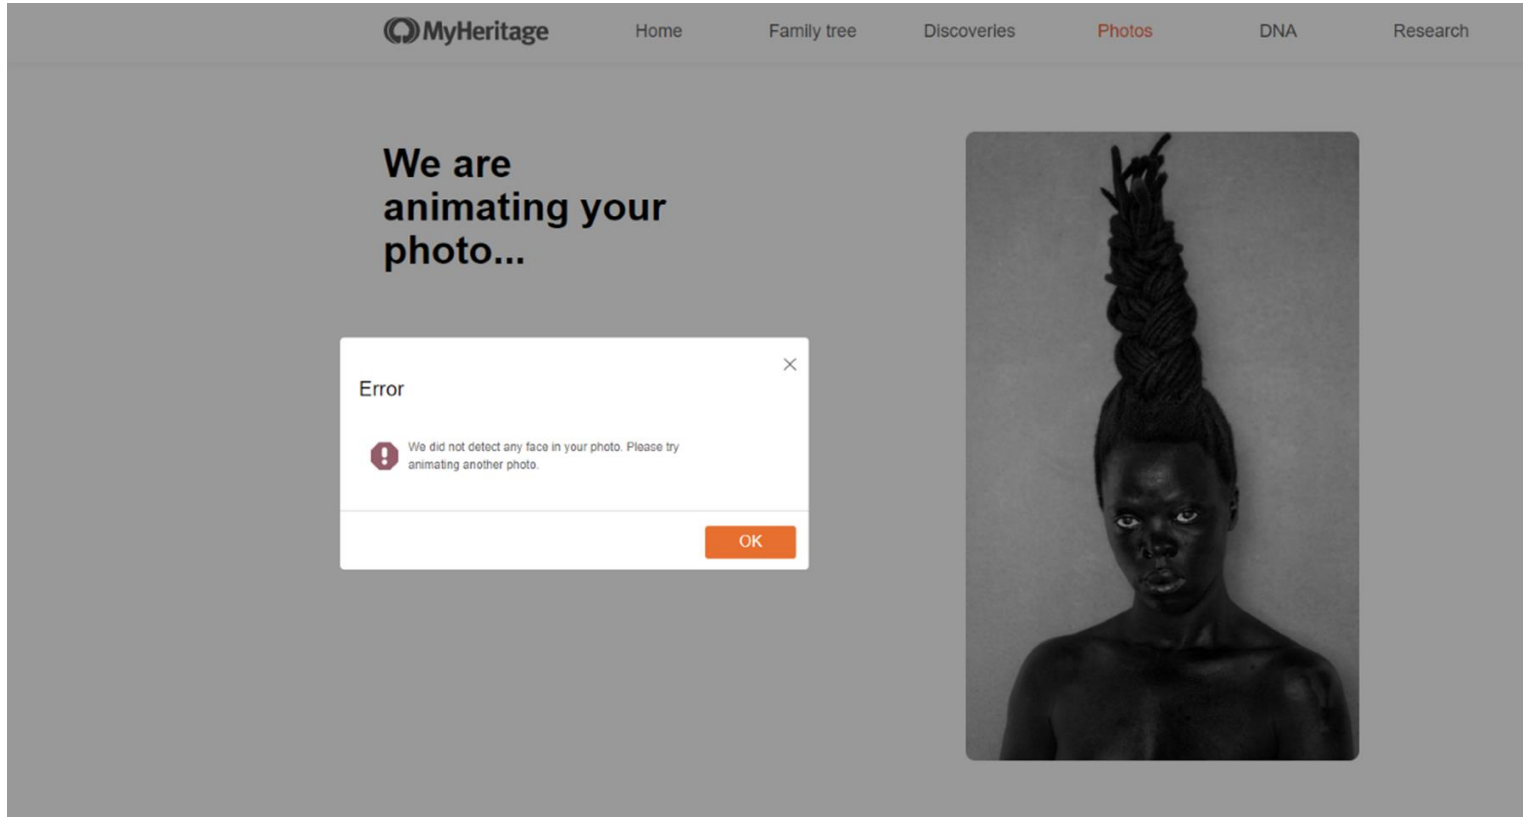 MyHeritage Home Family tree Discoveries Photos DNA Research
We are
animating your
photo...
Error
We did not detect any face in your photo. Please try
animating another photo.
OK